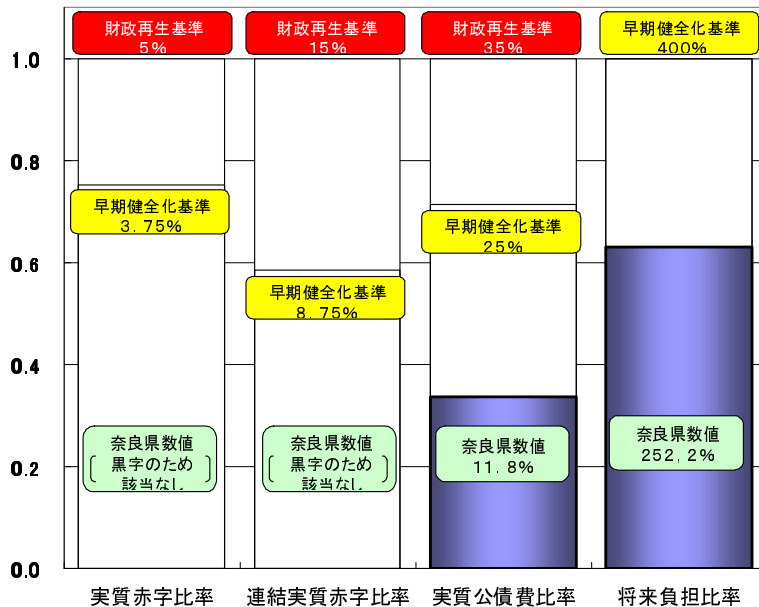 財政再生基準
5%
財政再生基準
15%
財政再生基準
35%
早期健全化基準
400%
1.0
0.8
0.6
0.4
0.2
0.0
早期健全化基準
3.75%
早期健全化基準
8.75%
早期健全化基準
25%
奈良県数値
黒字のため
該当なし
奈良県数値
黒字のため
該当なし
奈良県数値
11.8%
奈良県数値
252.2%
実質赤字比率
連結実質赤字比率
実質公債費比率
将来負担比率